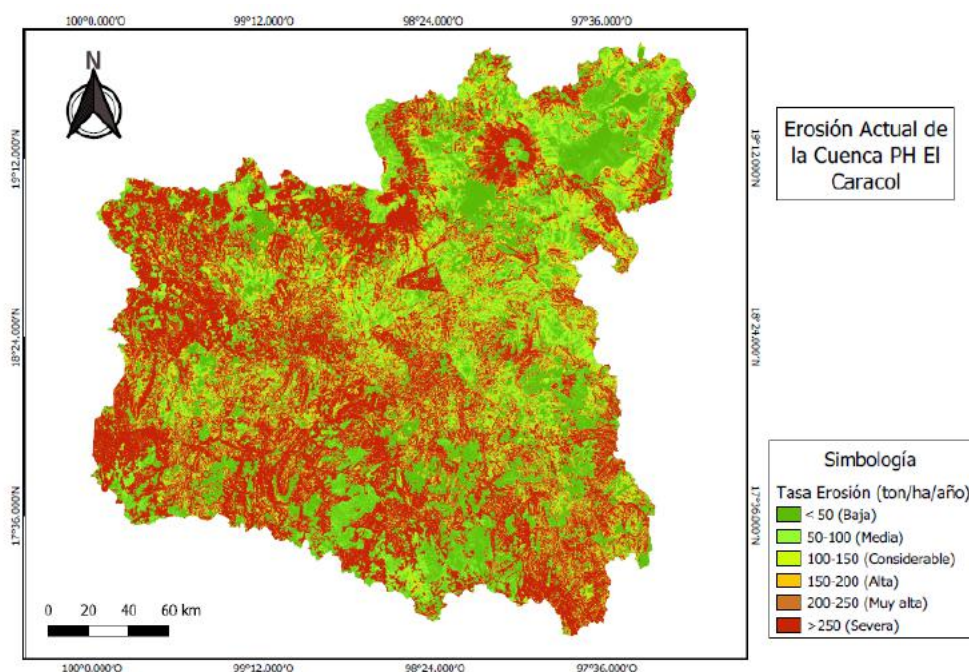 100°0.000'O 99°12.000'O 98°24.000'O 97°36.000'O
N
19°12.000'N
19°12.000'N
Erosión Actual de
la Cuenca PH El
Caracol
18°24.000'N
18°24.000'N
17°36.000'N
17°36.000'N
Simbología
Tasa Erosión (ton/ha/año)
< 50 (Baja)
50-100 (Media)
100-150 (Considerable)
150-200 (Alta)
200-250 (Muy alta)
>250 (Severa)
0 20 40 60 km
100°0.000'O 99°12.000'O 98°24.000'O 97°36.000'O